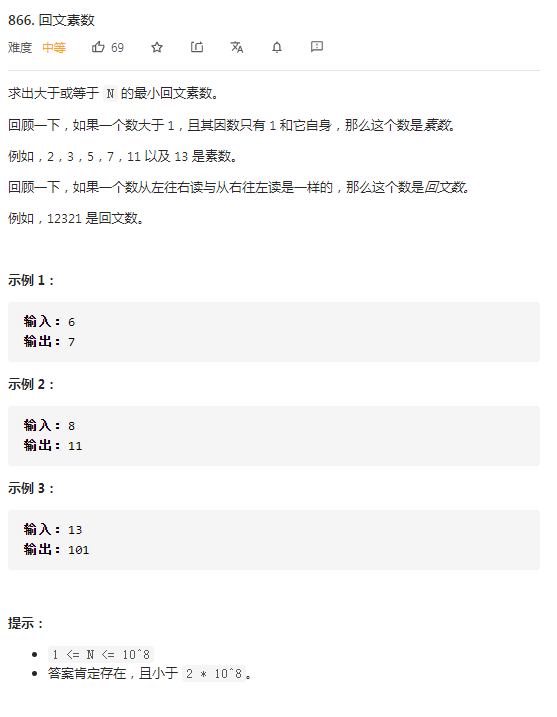 866. 回文素数
难度 中等 69
求出大于或等于 N 的最小回文素数。
回顾一下，如果一个数大于 1，且其因数只有 1 和它自身，那么这个数是素数。
例如，2，3，5，7，11 以及 13 是素数。
回顾一下，如果一个数从左往右读与从右往左读是一样的，那么这个数是回文数。
例如，12321 是回文数。
示例 1：
输入：6
输出：7
示例 2：
输入：8
输出：11
示例 3：
输入：13
输出：101
提示：
1 <= N <= 10^8
答案肯定存在，且小于 2 * 10^8。